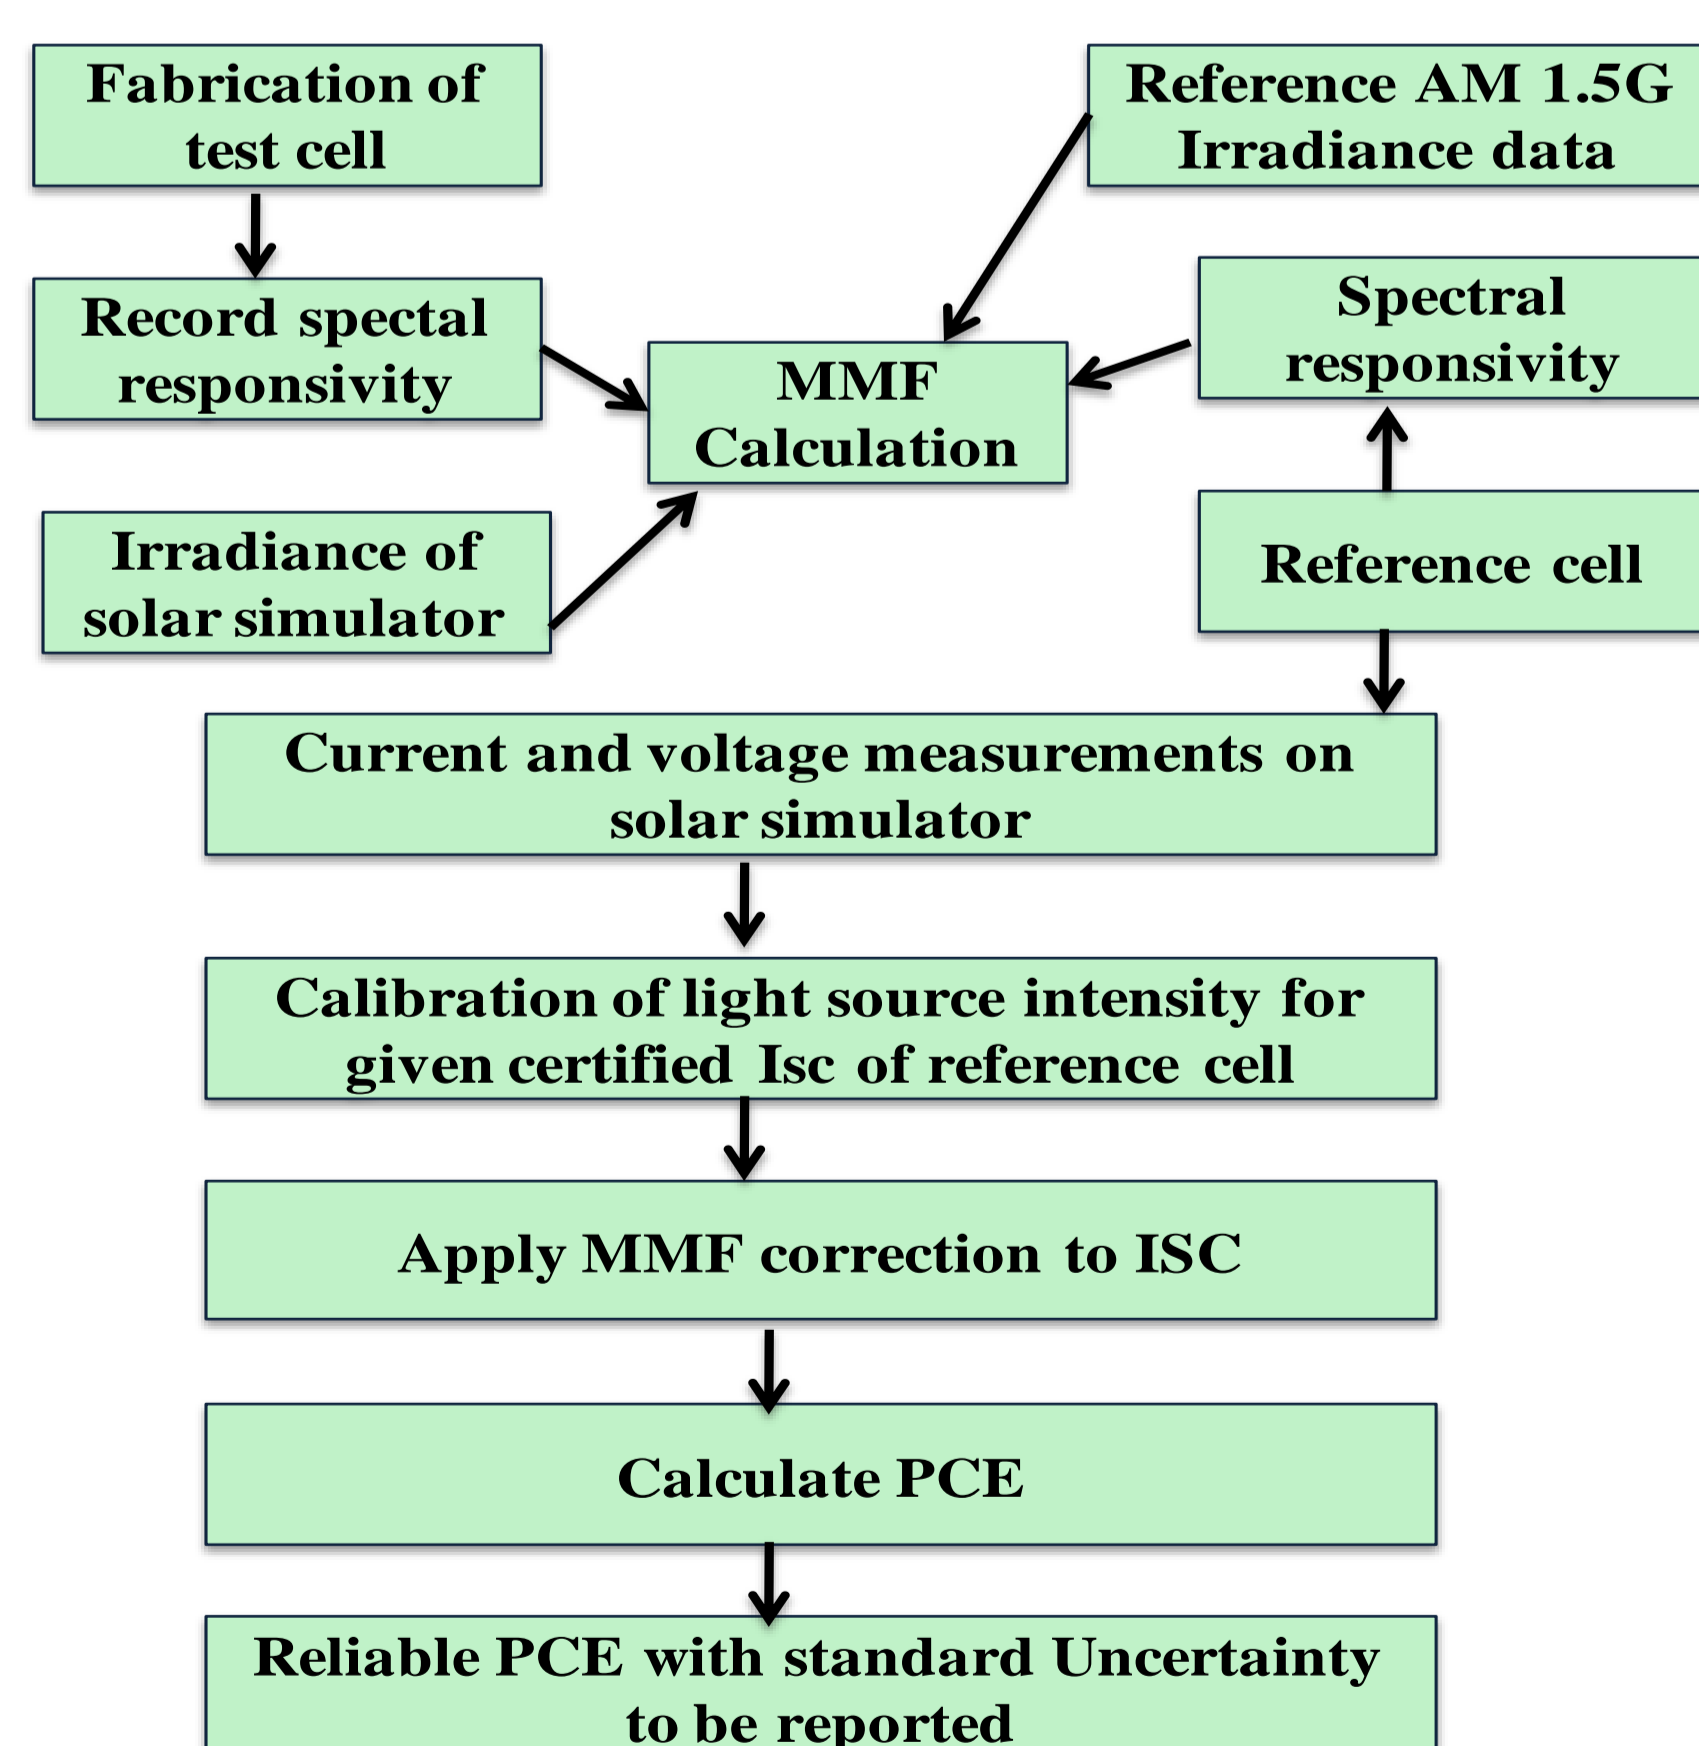 Fabrication of
test cell
Reference AM 1.5G
Irradiance data
Record spectal
responsivity
Spectral
responsivity
MMF
Calculation
Irradiance of
solar simulator
Reference cell
Current and voltage measurements on
solar simulator
Calibration of light source intensity for
given certified Isc of reference cell
Apply MMF correction to ISC
Calculate PCE
Reliable PCE with standard Uncertainty
to be reported